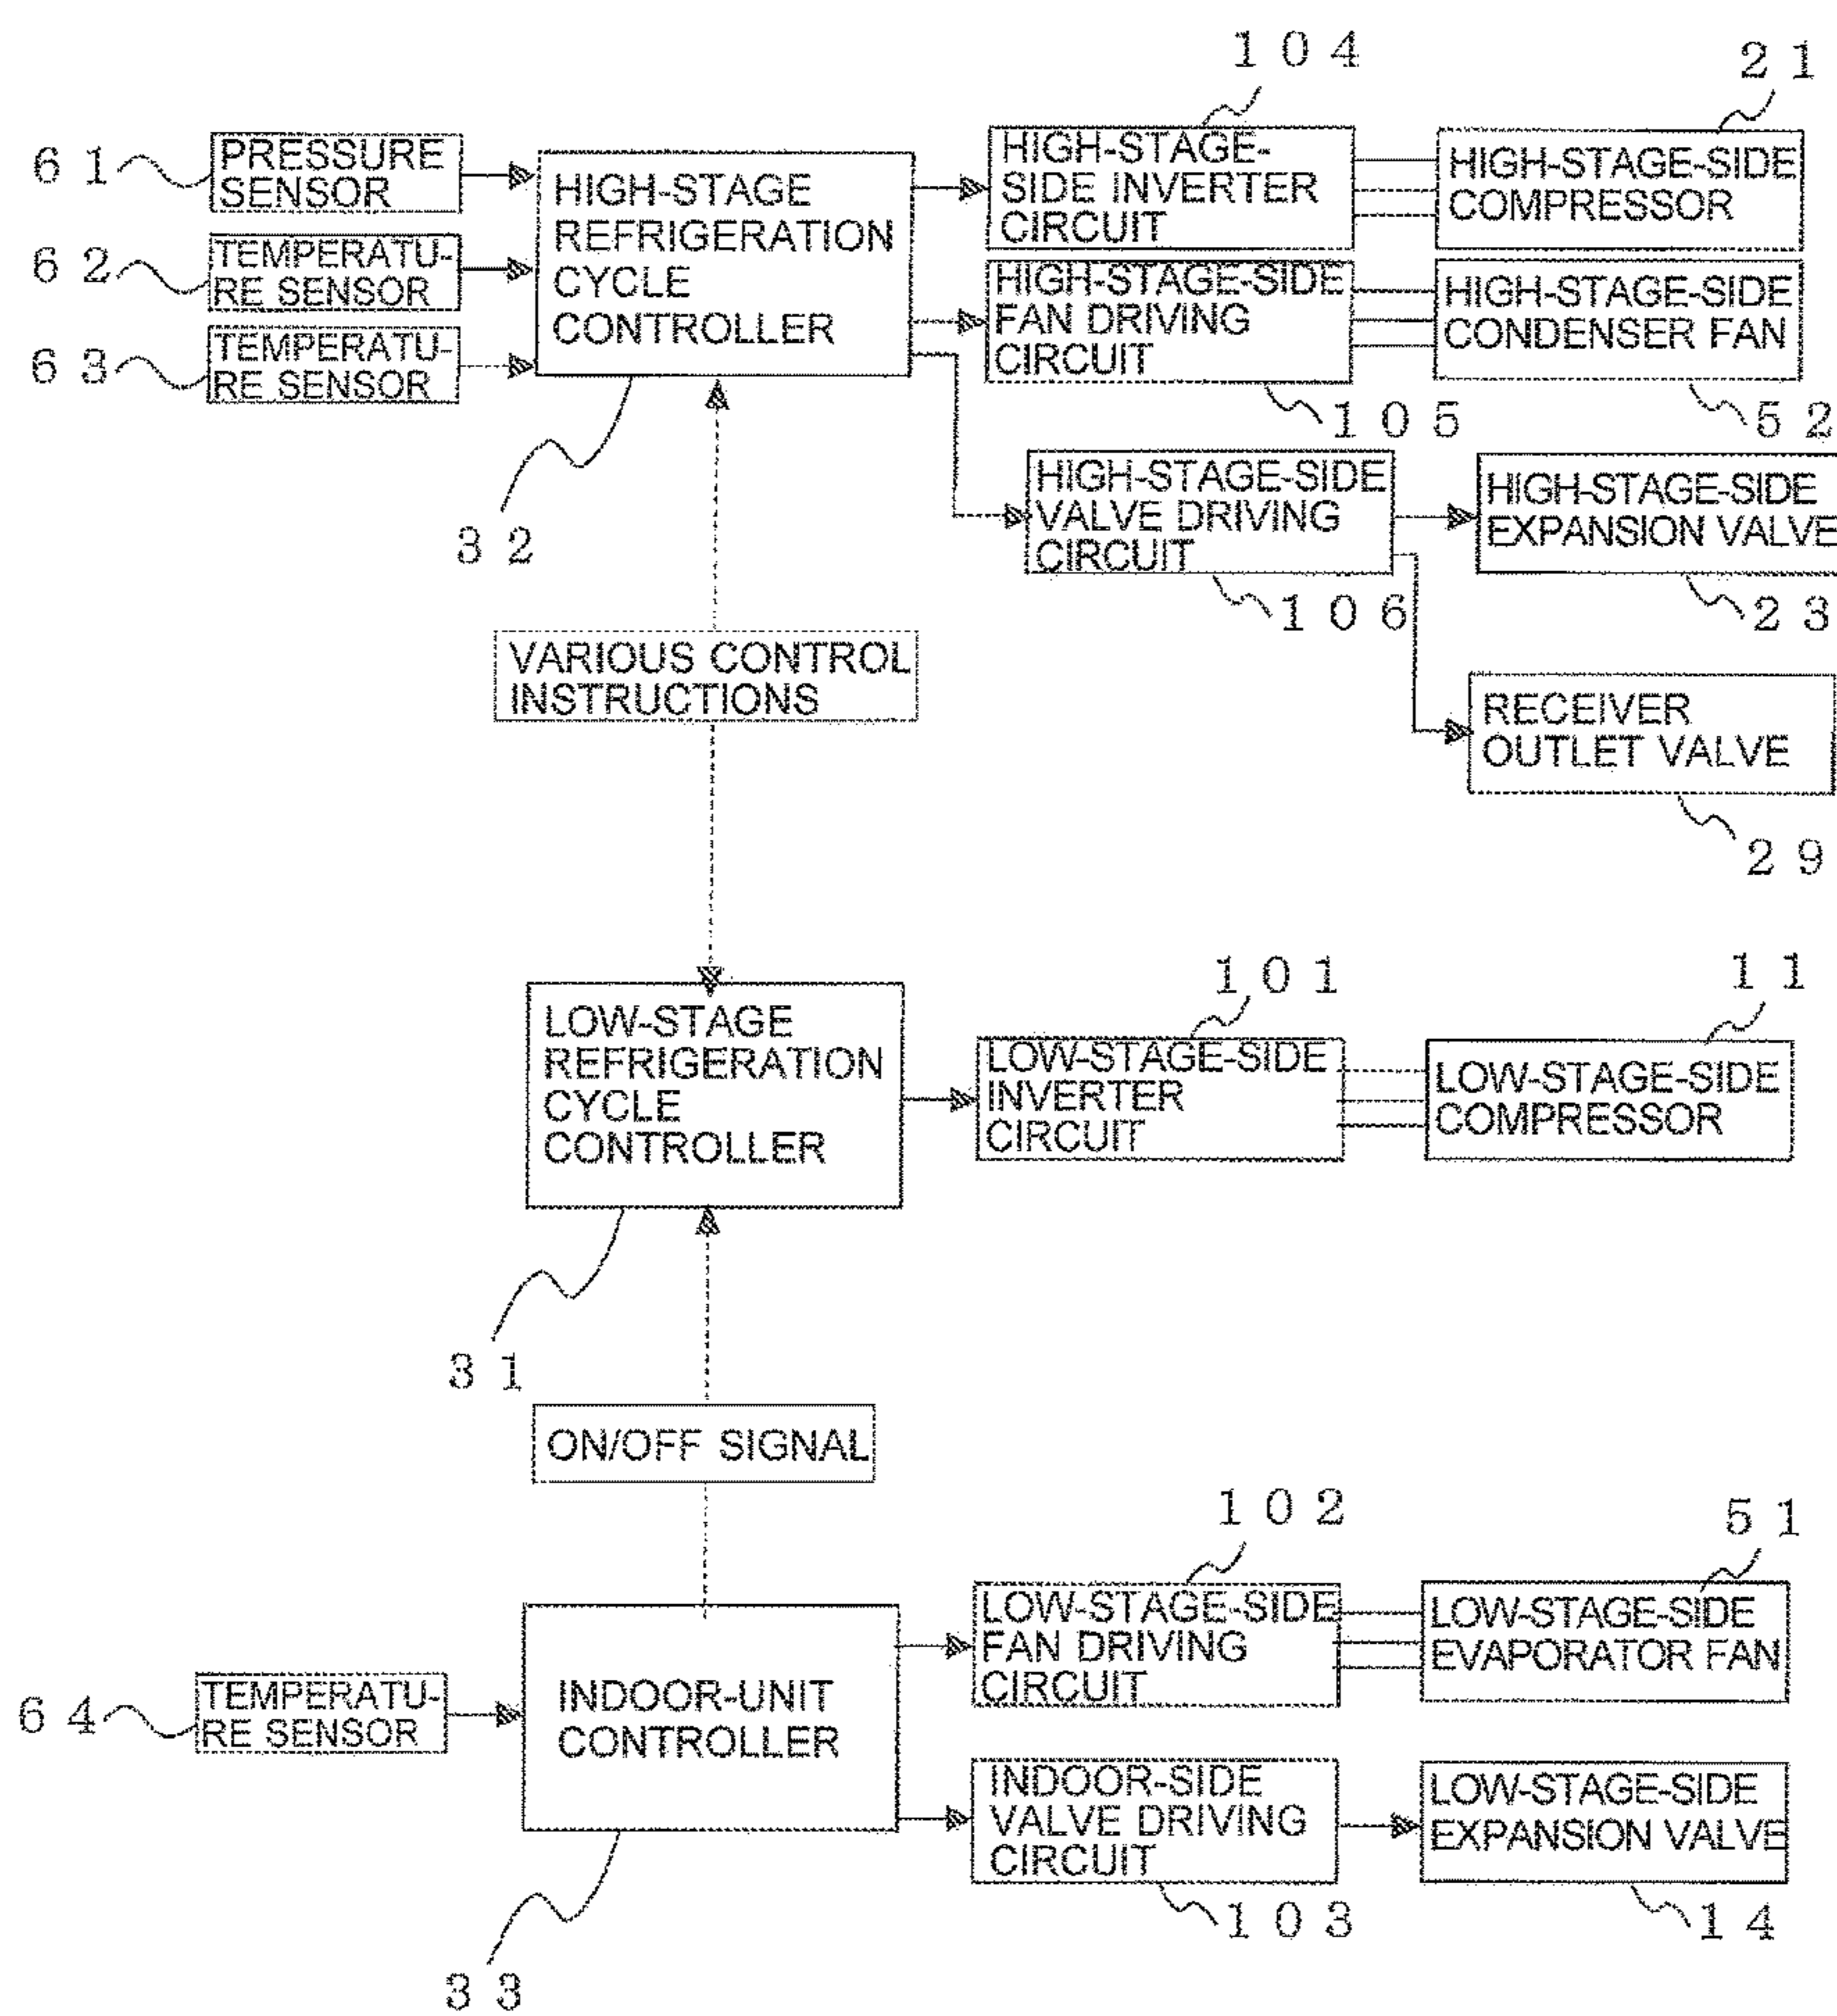 104
21
61
PRESSURE
SENSOR
HIGH-STAGE
REFRIGERATION
CYCLE
CONTROLLER
HIGH-STAGE-
SIDE INVERTER
CIRCUIT
HIGH-STAGE-SIDE
COMPRESSOR
62
TEMPERATU-
RE SENSOR
63
TEMPERATU-
RE SENSOR
HIGH-STAGE-SIDE
FAN DRIVING
CIRCUIT
HIGH-STAGE-SIDE
CONDENSER FAN
105
52
32
HIGH-STAGE-SIDE
VALVE DRIVING
CIRCUIT
HIGH-STAGE-SIDE
EXPANSION VALVE
106
23
VARIOUS CONTROL
INSTRUCTIONS
RECEIVER
OUTLET VALVE
29
101
11
LOW-STAGE
REFRIGERATION
CYCLE
CONTROLLER
LOW-STAGE-SIDE
INVERTER
CIRCUIT
LOW-STAGE-SIDE
COMPRESSOR
31
ON/OFF SIGNAL
102
51
64
TEMPERATU-
RE SENSOR
INDOOR-UNIT
CONTROLLER
LOW-STAGE-SIDE
FAN DRIVING
CIRCUIT
LOW-STAGE-SIDE
EVAPORATOR FAN
INDOOR-SIDE
VALVE DRIVING
CIRCUIT
LOW-STAGE-SIDE
EXPANSION VALVE
103
14
33